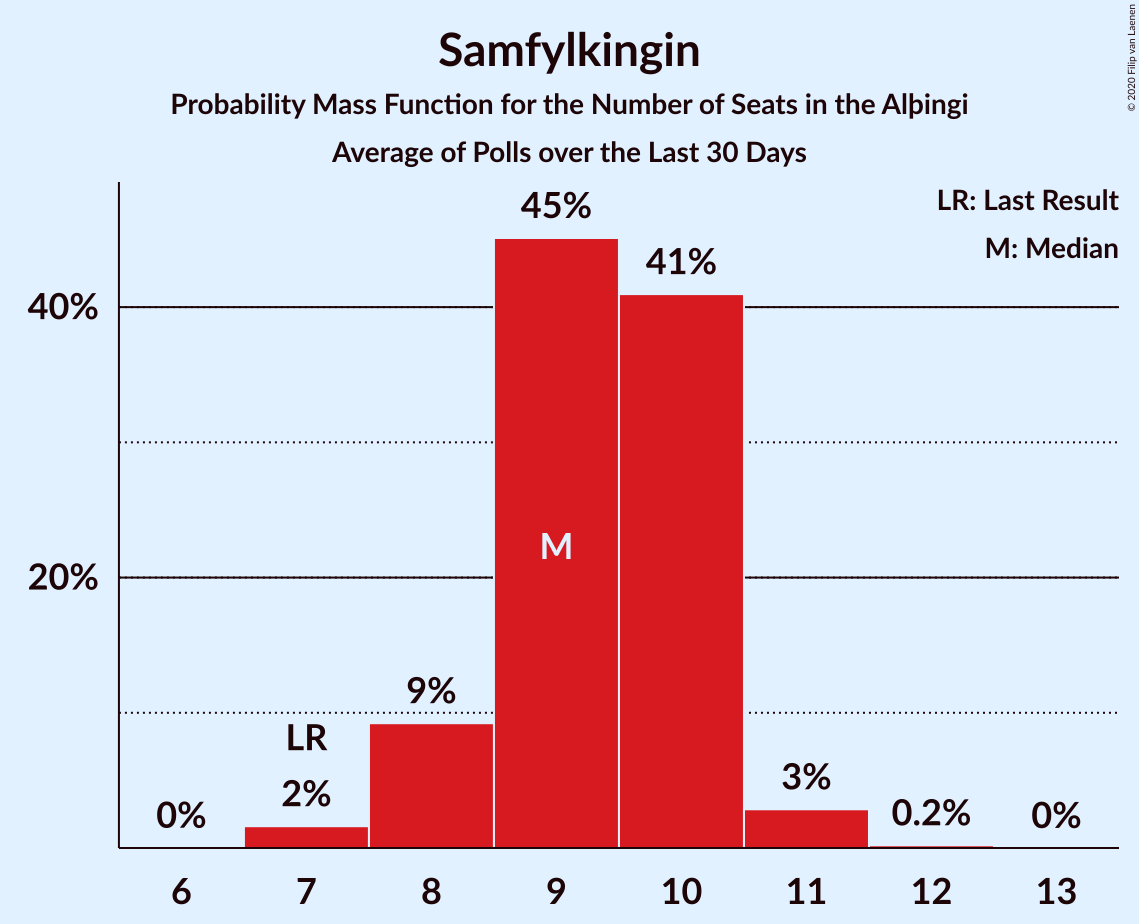 Samfylkingin
Probability Mass Function for the Number of Seats in the Alþingi
Average of Polls over the Last 30 Days
© 2020 Filip van Laenen
LR: Last Result
M: Median
45%
41%
40%
M
20%
9%
LR
2%
3%
0%
0.2%
0%
6 7 8 9 10 11 12 13